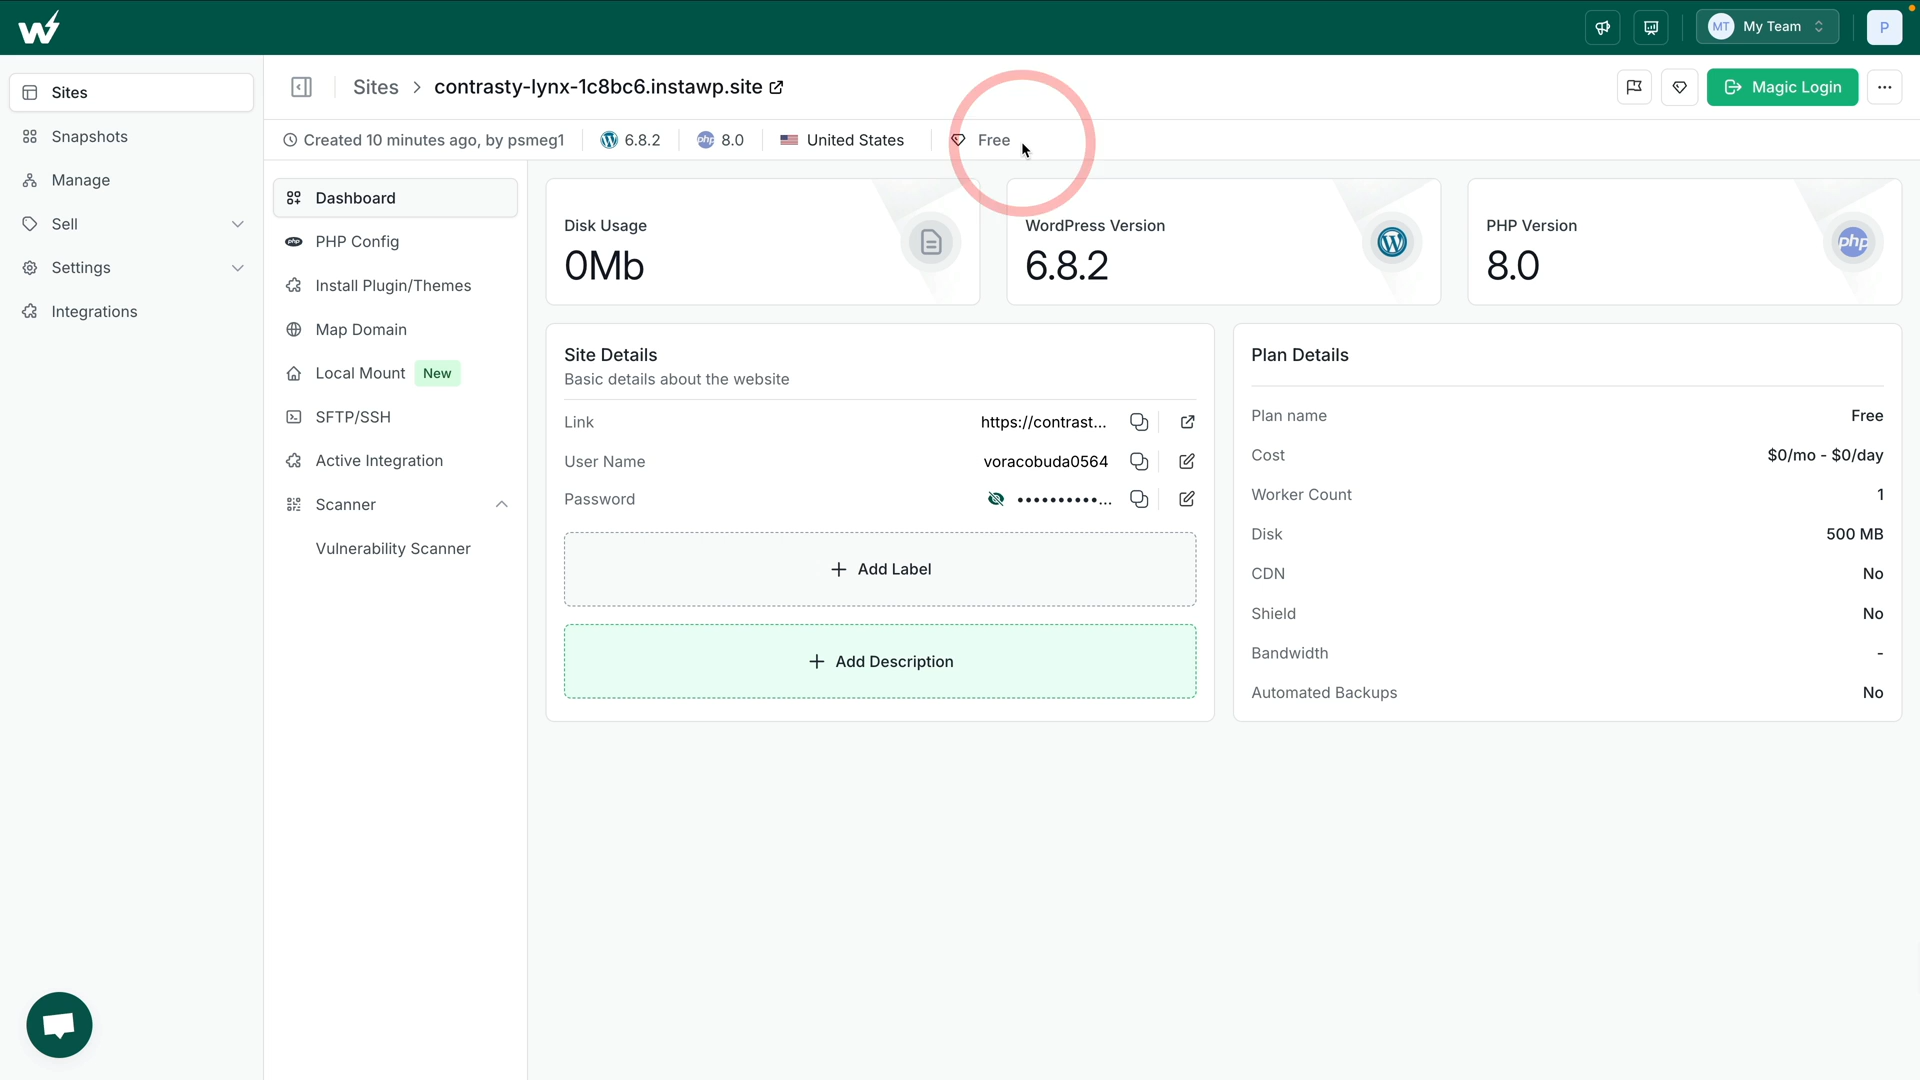 MT My Team P
Sites
Snapshots
Manage
Sell
Settings
Integrations
Sites > contrasty-lynx-1c8bc6.instawp.site
Magic Login
Created 10 minutes ago, by psmeg1 6.8.2 php 8.0 United States Free
Dashboard
php PHP Config
Install Plugin/Themes
Map Domain
Local Mount New
SFTP/SSH
Active Integration
Scanner
Vulnerability Scanner
Disk Usage
0Mb
WordPress Version
6.8.2
PHP Version
8.0
php
Site Details
Basic details about the website
Link https://contrast...
User Name voracobuda0564
Password ••••••••••...
+ Add Label
+ Add Description
Plan Details
Plan name Free
Cost $0/mo - $0/day
Worker Count 1
Disk 500 MB
CDN No
Shield No
Bandwidth -
Automated Backups No